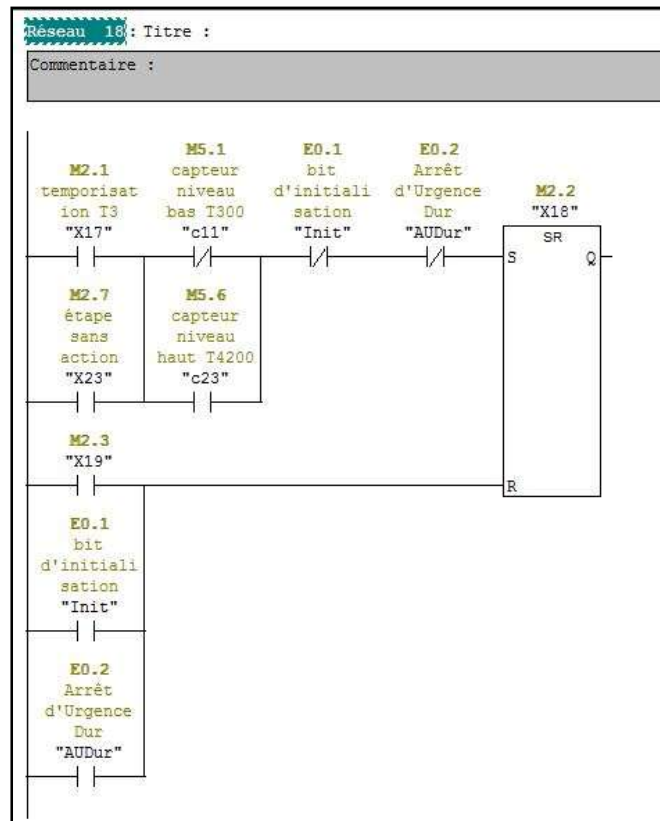 Réseau 18: Titre :
Commentaire :
M2.1
temporisat
ion T3
"X17"
M5.1
capteur
niveau
bas T300
"c11"
E0.1
bit
d'initiali
sation
"Init"
E0.2
Arrêt
d'Urgence
Dur
"AUDur"
M2.2
"X18"
SR
S
Q
M2.7
étape
sans
action
"X23"
M5.6
capteur
niveau
haut T4200
"c23"
M2.3
"X19"
R
E0.1
bit
d'initiali
sation
"Init"
E0.2
Arrêt
d'Urgence
Dur
"AUDur"